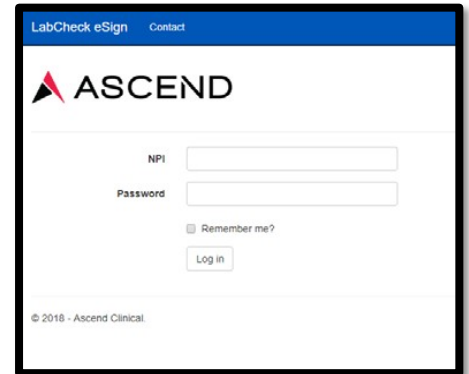 LabCheck eSign Contact
ASCEND
NPI
Password
Remember me?
Log in
© 2018 - Ascend Clinical.